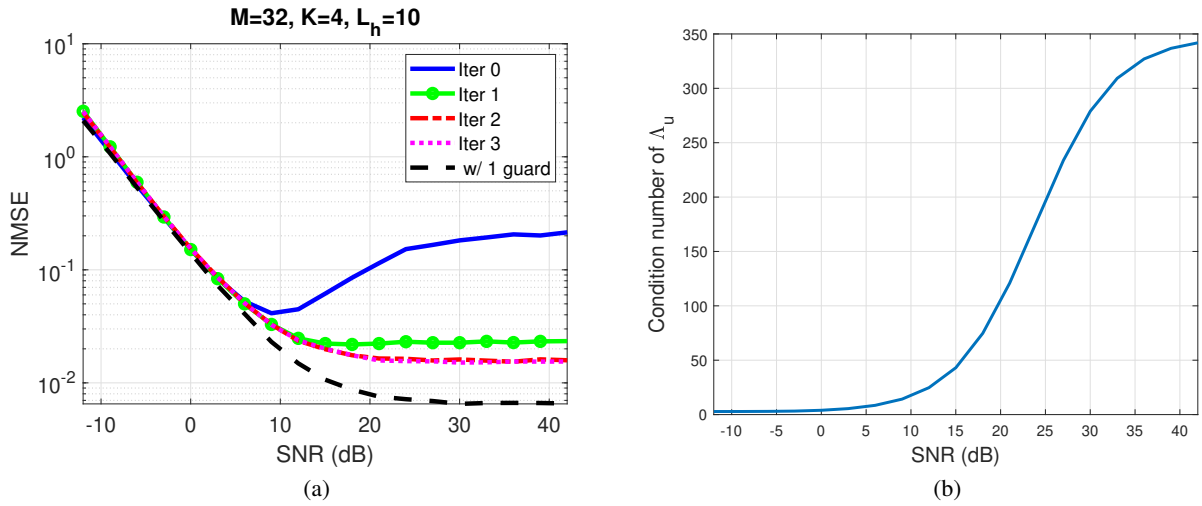 M=32, K=4, L_h=10
10^1
10^0
10^-1
10^-2
NMSE
-10
0
10
20
30
40
SNR (dB)
Iter 0
Iter 1
Iter 2
Iter 3
w/ 1 guard
(a)
350
300
250
200
150
100
50
0
Condition number of Λ_u
-10
-5
0
5
10
15
20
25
30
35
40
SNR (dB)
(b)